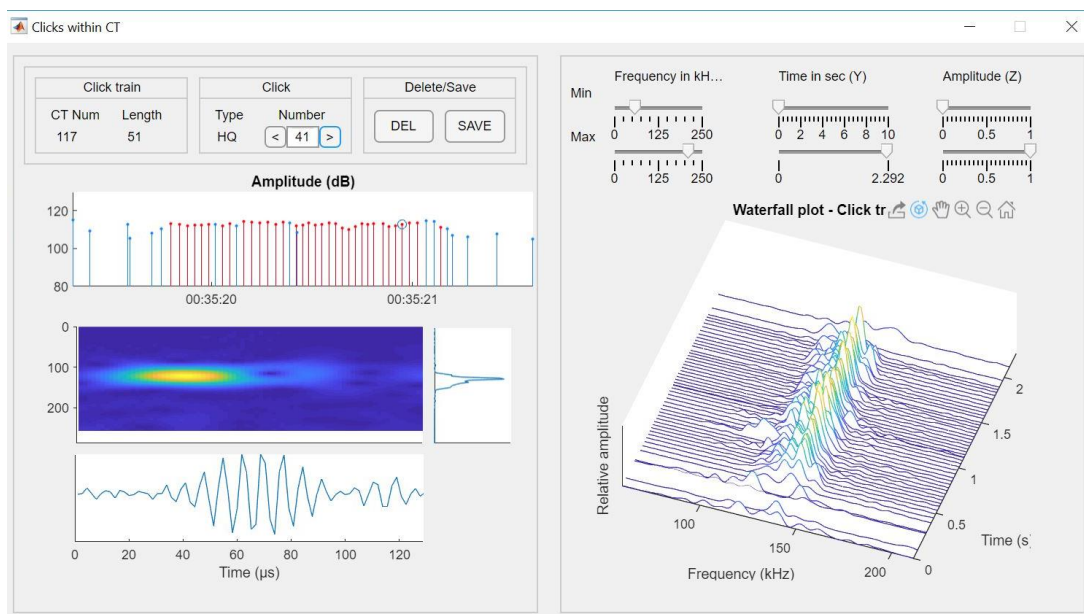 Clicks within CT
Click train
CT Num Length
117 51
Click
Type Number
HQ < 41 >
Delete/Save
DEL SAVE
Amplitude (dB)
120
100
80
00:35:20 00:35:21
0
100
200
0 20 40 60 80 100 120
Time (µs)
Frequency in kH... Time in sec (Y) Amplitude (Z)
Min
0 125 250 0 2 4 6 8 10 0 0.5 1
Max
0 125 250 0 2.292 0 0.5 1
Waterfall plot - Click tr
Relative amplitude
100
150
200
Frequency (kHz)
0
0.5
1
1.5
2
Time (s)